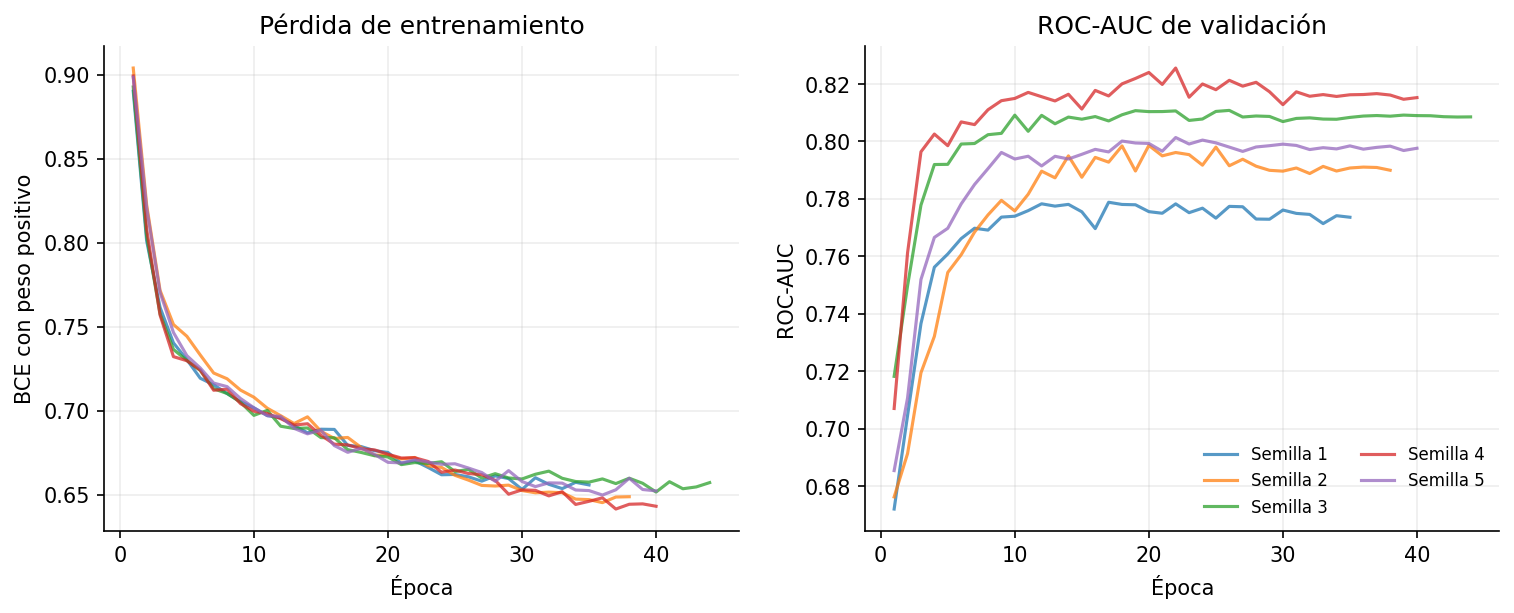 Pérdida de entrenamiento
BCE con peso positivo
0.90
0.85
0.80
0.75
0.70
0.65
0
10
20
30
40
Época
ROC-AUC de validación
ROC-AUC
0.82
0.80
0.78
0.76
0.74
0.72
0.70
0.68
Semilla 1
Semilla 2
Semilla 3
Semilla 4
Semilla 5
0
10
20
30
40
Época